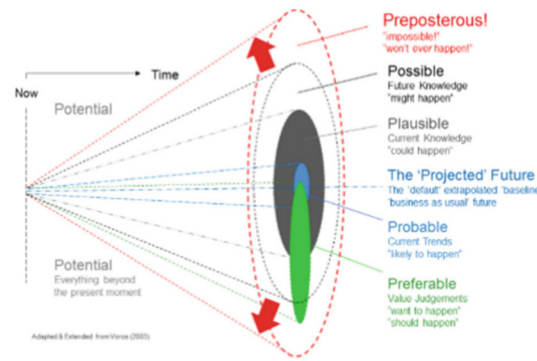 Preposterous!
"impossible!"
"won't ever happen!"
Time
Now
Potential
Possible
Future Knowledge
"might happen"
Plausible
Current Knowledge
"could happen"
The 'Projected' Future
The 'default' extrapolated 'baseline'
'business as usual' future
Probable
Current Trends
"likely to happen"
Potential
Everything beyond
the present moment
Preferable
Value Judgements
"want to happen"
"should happen"
Adapted & Extended from Voros (2003)